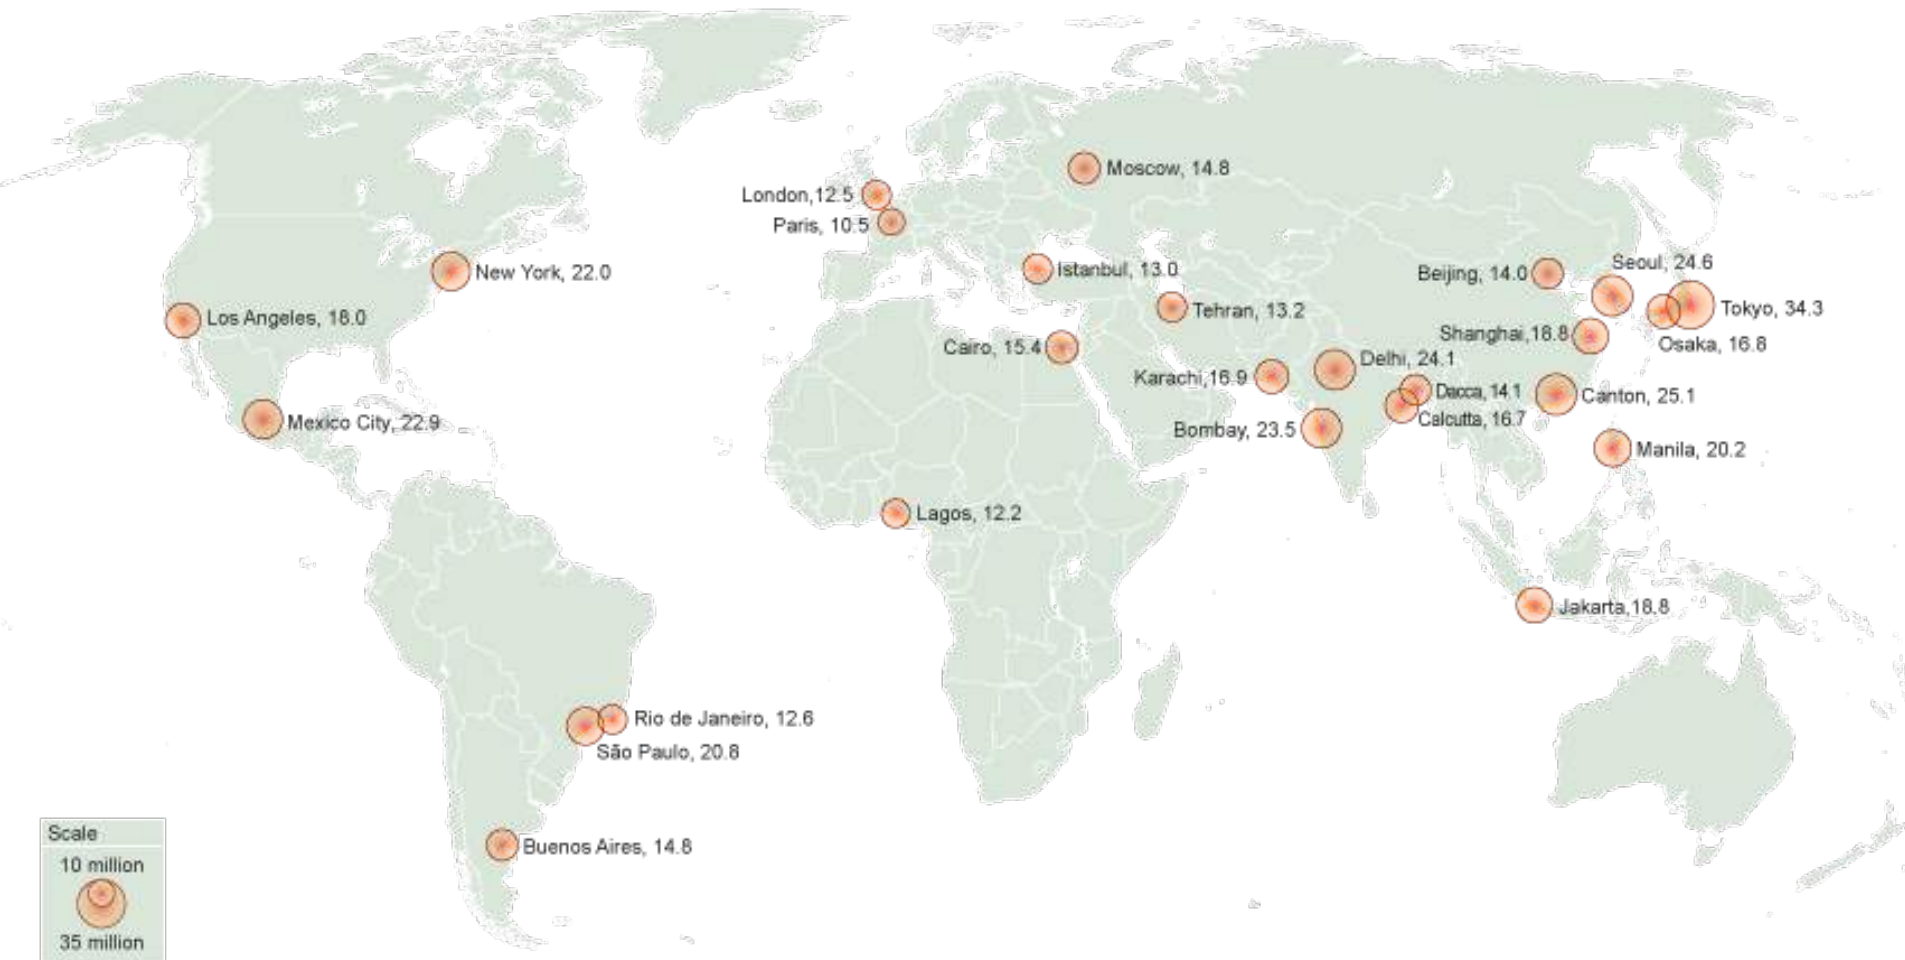 Moscow, 14.8
London,12.5
Paris, 10.5
New York, 22.0
Istanbul, 13.0
Beijing, 14.0
Seoul, 24.6
Los Angeles, 18.0
Tehran, 13.2
Tokyo, 34.3
Cairo, 15.4
Shanghai,18.8
Osaka, 16.8
Karachi,16.9
Delhi, 24.1
Dacca, 14.1
Canton, 25.1
Mexico City, 22.9
Calcutta, 16.7
Bombay, 23.5
Manila, 20.2
Lagos, 12.2
Jakarta,18.8
Rio de Janeiro, 12.6
São Paulo, 20.8
Buenos Aires, 14.8
Scale
10 million
35 million